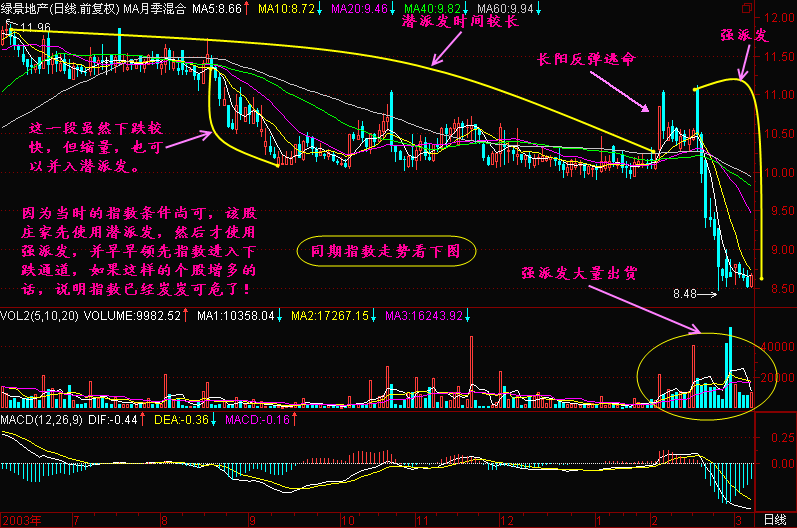 绿景地产(日线.前复权) MA月季混合 MA5:8.66↑ MA10:8.72↓ MA20:9.46↓ MA40:9.82↓ MA60:9.94↓
11.96
潜派发时间较长
强派发
长阳反弹逃命
12.00
11.50
11.00
10.50
10.00
9.50
9.00
8.50
这一段虽然下跌较
快，但缩量，也可
以并入潜派发。
因为当时的指数条件尚可，该股
庄家先使用潜派发，然后才使用
强派发，并早早领先指数进入下
跌通道，如果这样的个股增多的
话，说明指数已经岌岌可危了！
同期指数走势看下图
强派发大量出货
8.48→
VOL2(5,10,20) VOLUME:9982.52↑ MA1:10358.04↓ MA2:17267.15↓ MA3:16243.92↓
40000
20000
MACD(12,26,9) DIF:-0.44↑ DEA:-0.36↓ MACD:-0.16↑
0.25
0.00
2003年 7 8 9 10 11 12 1 2 3 日线